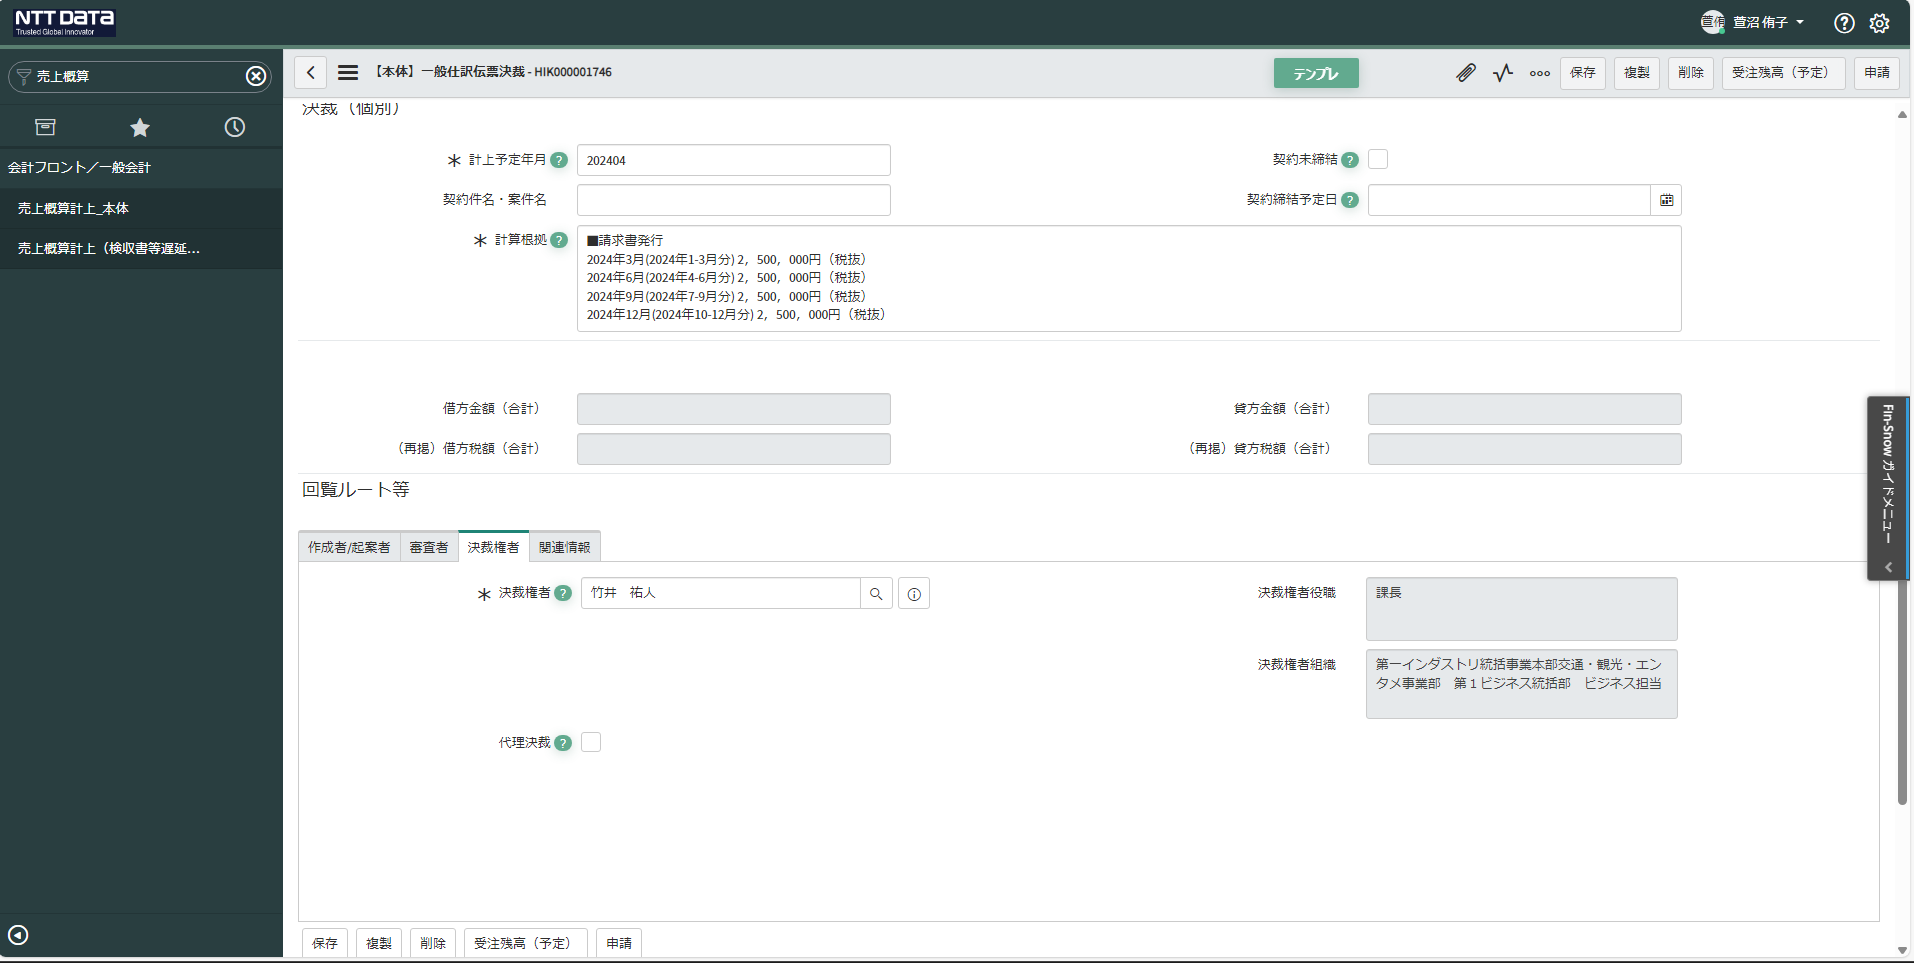 NTT DATA
Trusted Global Innovator
萱沼 侑子
売上概算
会計フロント／一般会計
売上概算計上_本体
売上概算計上（検収書等遅延...
【本体】一般仕訳伝票決裁 - HIK000001746
テンプレ
保存
複製
削除
受注残高（予定）
申請
決裁（個別）
＊ 計上予定年月 ?
202404
契約未締結 ?
契約件名・案件名
契約締結予定日 ?
＊ 計算根拠 ?
■請求書発行
2024年3月(2024年1-3月分) 2，500，000円（税抜）
2024年6月(2024年4-6月分) 2，500，000円（税抜）
2024年9月(2024年7-9月分) 2，500，000円（税抜）
2024年12月(2024年10-12月分) 2，500，000円（税抜）
借方金額（合計）
貸方金額（合計）
（再掲）借方税額（合計）
（再掲）貸方税額（合計）
Fin-Snow ガイドメニュー
回覧ルート等
作成者/起案者
審査者
決裁権者
関連情報
＊ 決裁権者 ?
竹井　祐人
決裁権者役職
課長
決裁権者組織
第一インダストリ統括事業本部交通・観光・エン
タメ事業部　第１ビジネス統括部　ビジネス担当
代理決裁 ?
保存
複製
削除
受注残高（予定）
申請